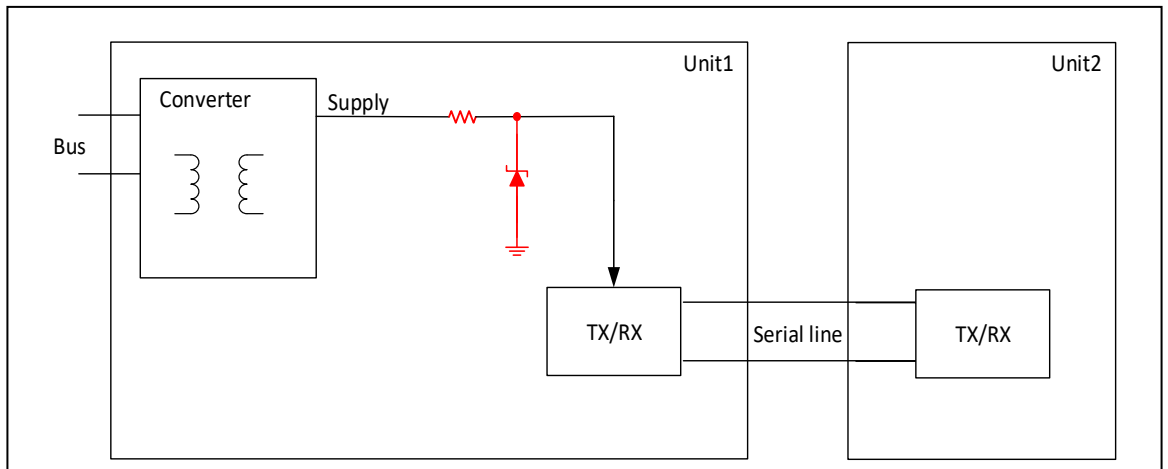 Unit1
Unit2
Converter
Supply
Bus
TX/RX
Serial line
TX/RX